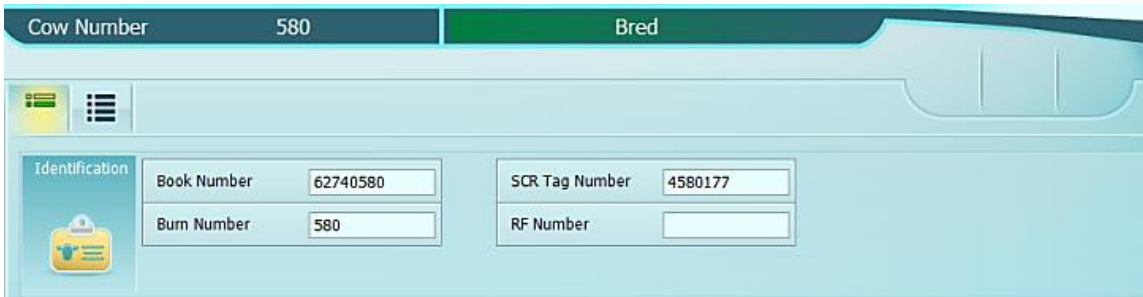 Cow Number 580 Bred
Identification
Book Number 62740580 SCR Tag Number 4580177
Burn Number 580 RF Number